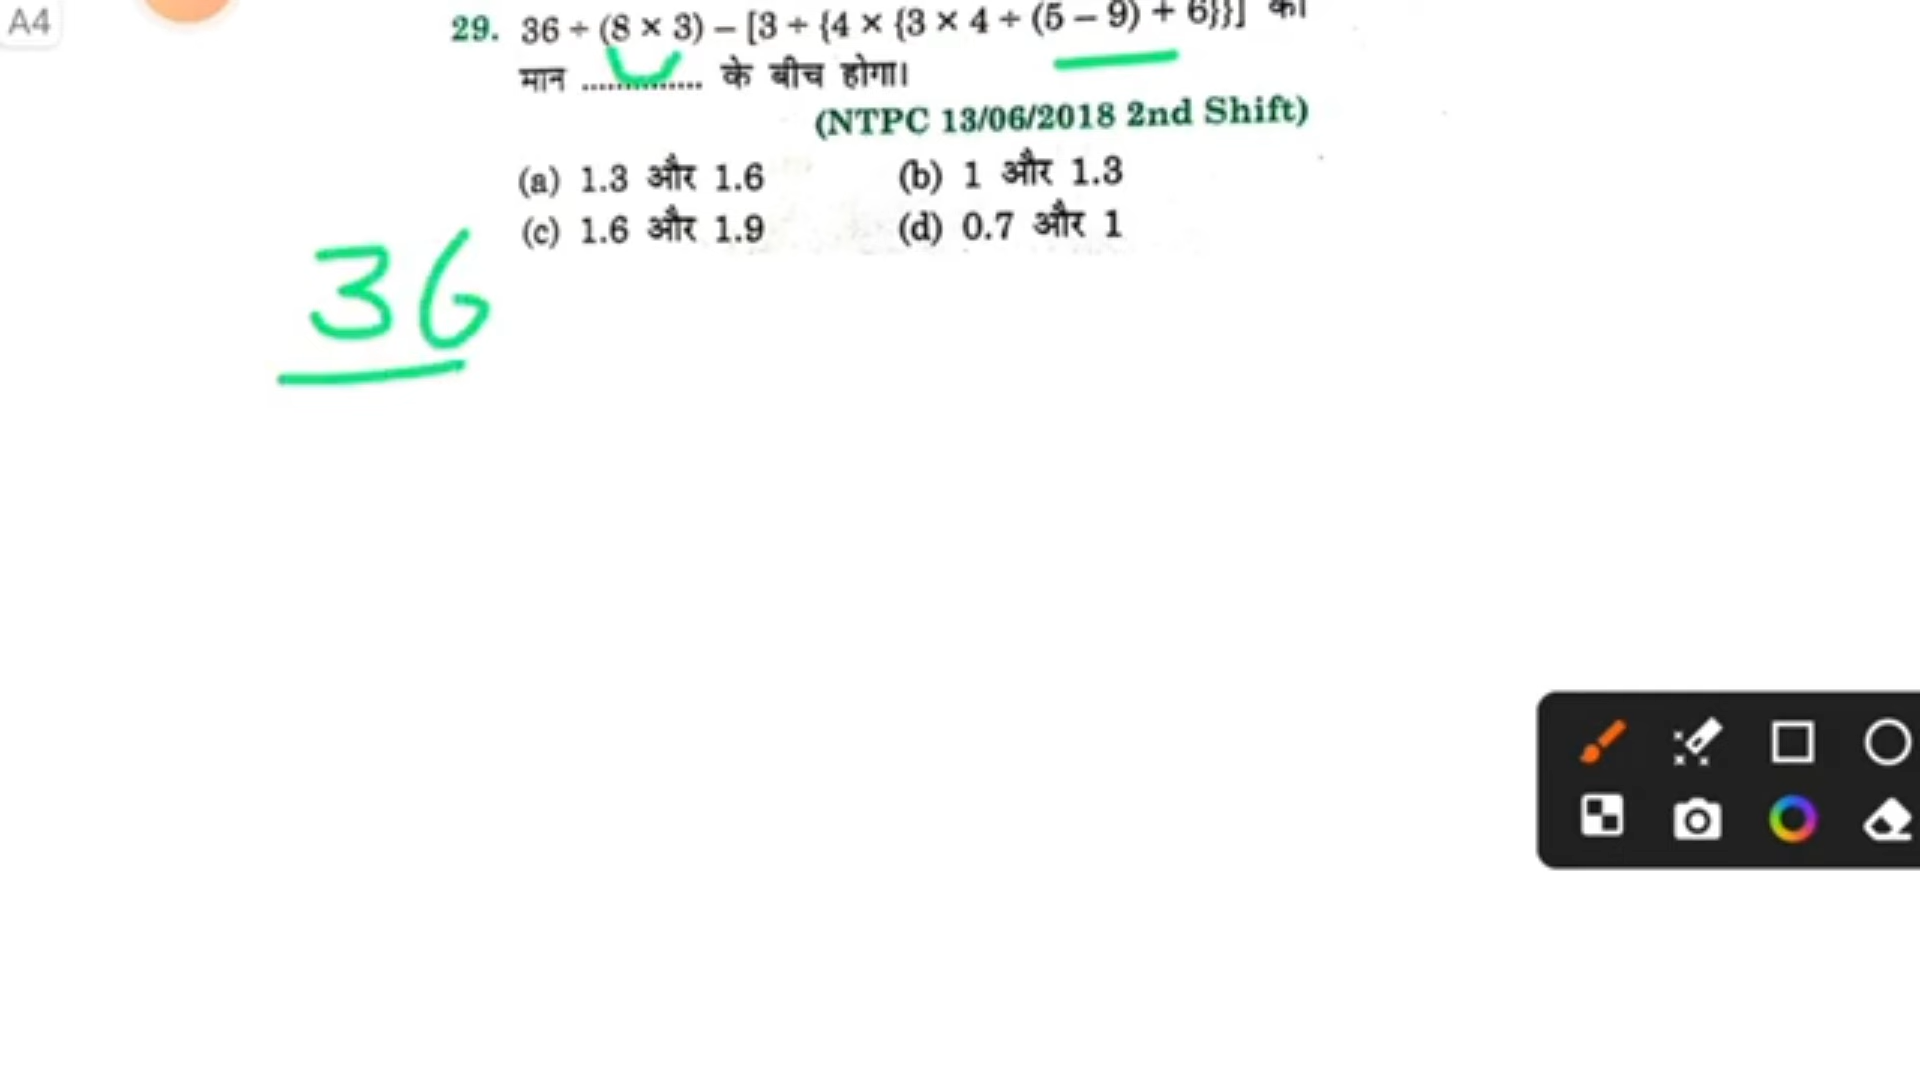 A4
29. 36 ÷ (8 × 3) – [3 ÷ {4 × {3 × 4 ÷ (5 – 9) + 6}}] का
मान .............. के बीच होगा।
(NTPC 13/06/2018 2nd Shift)
(a) 1.3 और 1.6 (b) 1 और 1.3
(c) 1.6 और 1.9 (d) 0.7 और 1
36